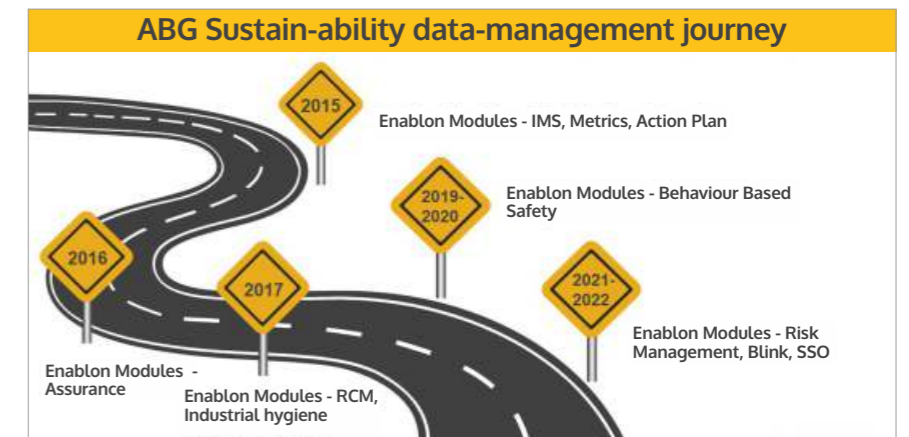 ABG Sustain-ability data-management journey
2015
Enablon Modules - IMS, Metrics, Action Plan
2016
Enablon Modules -
Assurance
2017
Enablon Modules - RCM,
Industrial hygiene
2019-
2020
Enablon Modules - Behaviour Based
Safety
2021-
2022
Enablon Modules - Risk
Management, Blink, SSO